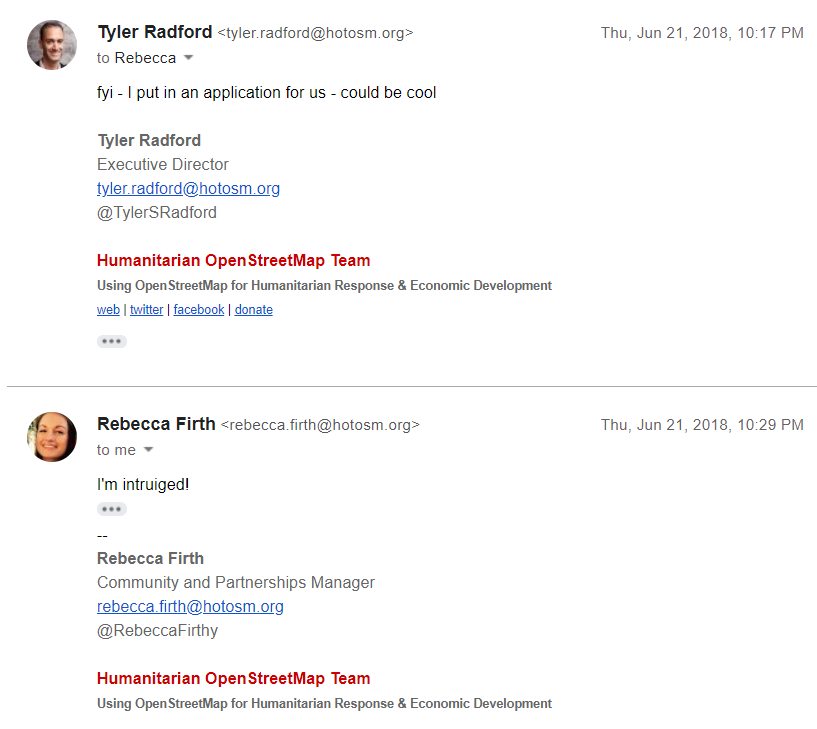 Tyler Radford <tyler.radford@hotosm.org> Thu, Jun 21, 2018, 10:17 PM
to Rebecca
fyi - I put in an application for us - could be cool
Tyler Radford
Executive Director
tyler.radford@hotosm.org
@TylerSRadford
Humanitarian OpenStreetMap Team
Using OpenStreetMap for Humanitarian Response & Economic Development
web | twitter | facebook | donate
Rebecca Firth <rebecca.firth@hotosm.org> Thu, Jun 21, 2018, 10:29 PM
to me
I'm intruiged!
--
Rebecca Firth
Community and Partnerships Manager
rebecca.firth@hotosm.org
@RebeccaFirthy
Humanitarian OpenStreetMap Team
Using OpenStreetMap for Humanitarian Response & Economic Development